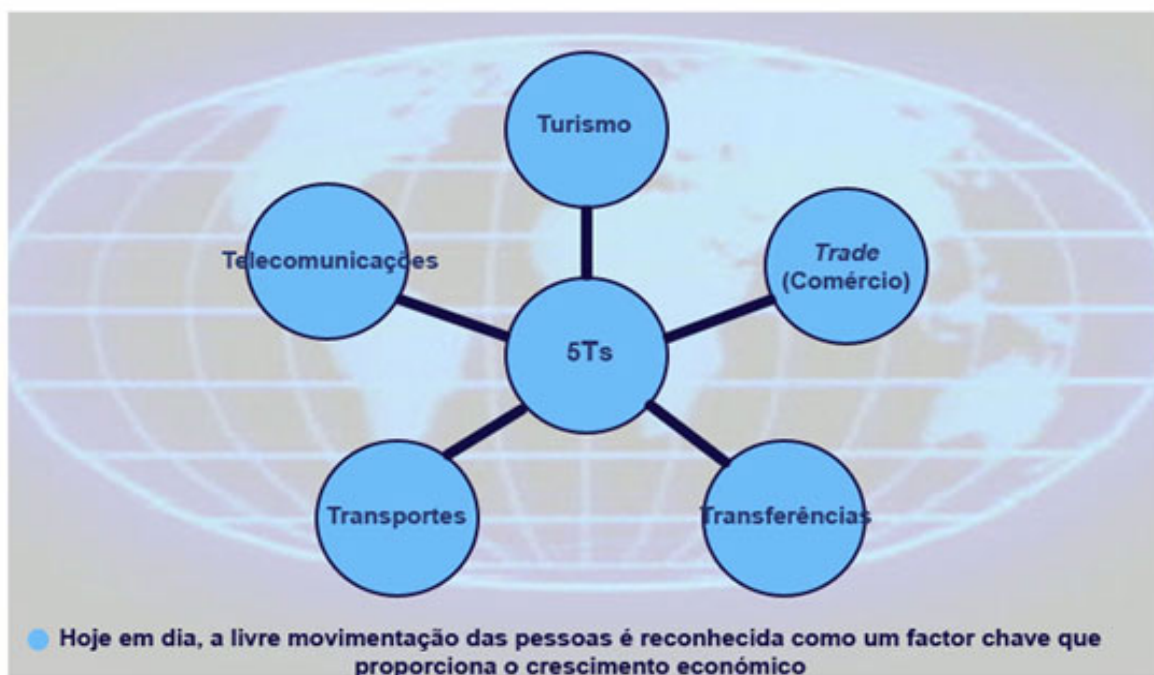 Turismo
Telecomunicações
Trade
(Comércio)
5Ts
Transportes
Transferências
Hoje em dia, a livre movimentação das pessoas é reconhecida como um factor chave que
proporciona o crescimento económico